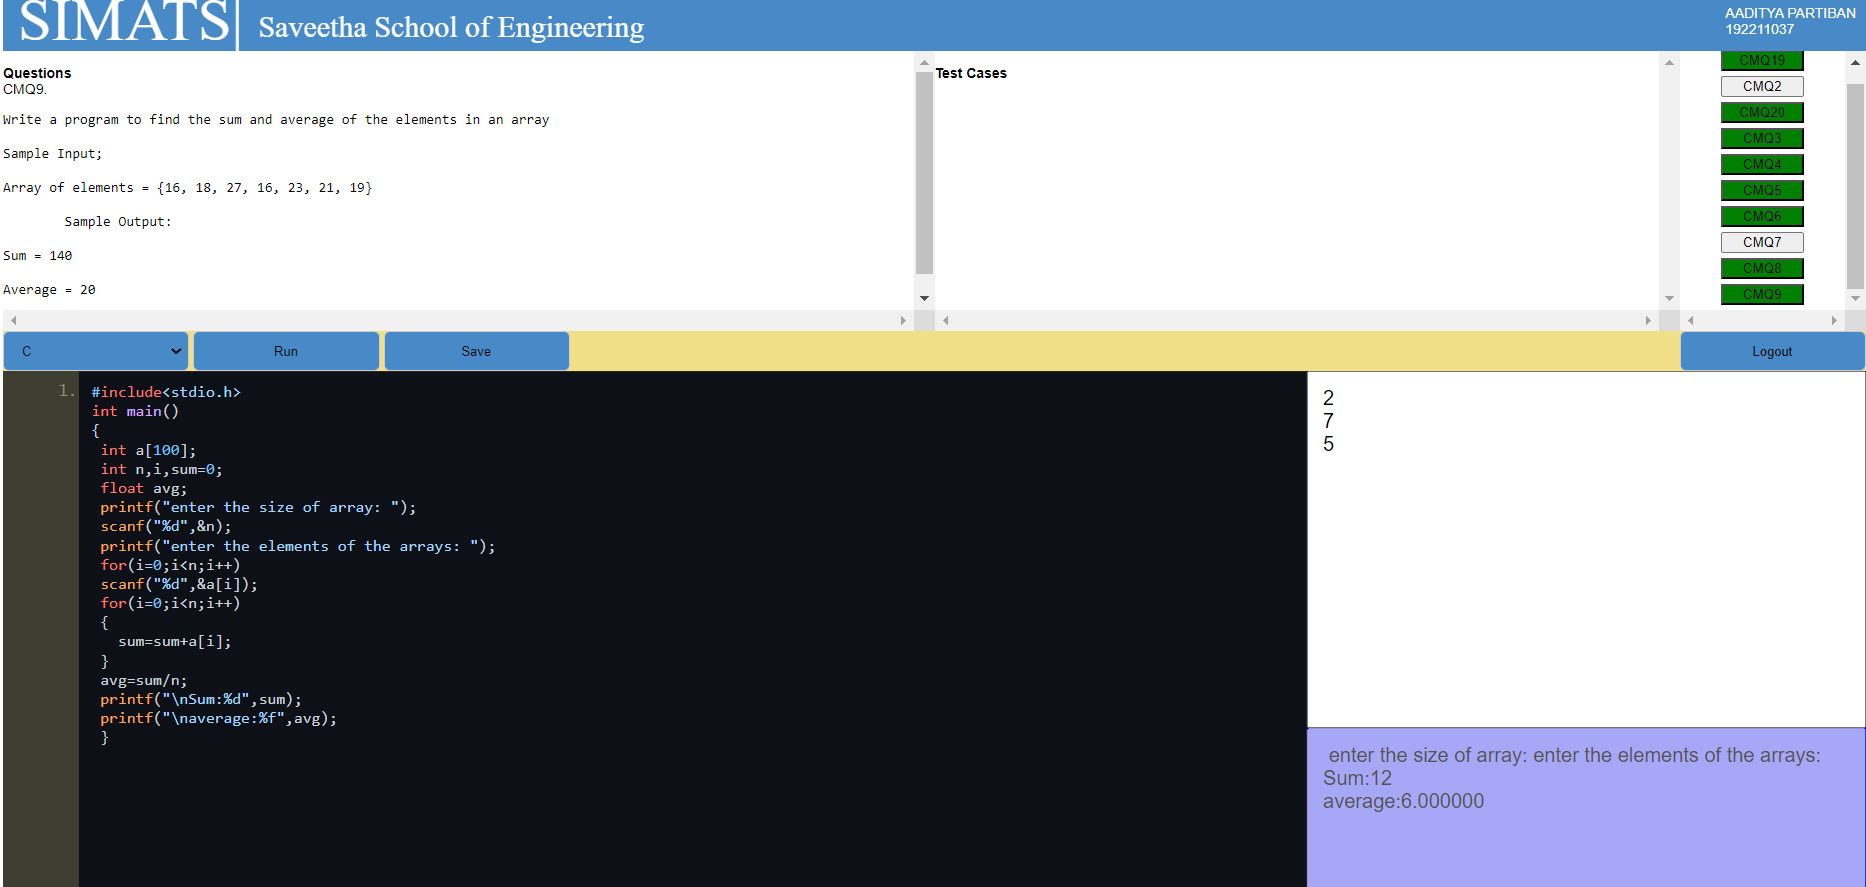 SIMATS
Saveetha School of Engineering
AADITYA PARTIBAN
192211037
Questions
CMQ9.
Write a program to find the sum and average of the elements in an array
Sample Input;
Array of elements = {16, 18, 27, 16, 23, 21, 19}
Sample Output:
Sum = 140
Average = 20
Test Cases
CMQ19
CMQ2
CMQ20
CMQ3
CMQ4
CMQ5
CMQ6
CMQ7
CMQ8
CMQ9
C
Run
Save
Logout
1.
#include<stdio.h>
int main()
{
int a[100];
int n,i,sum=0;
float avg;
printf("enter the size of array: ");
scanf("%d",&n);
printf("enter the elements of the arrays: ");
for(i=0;i<n;i++)
scanf("%d",&a[i]);
for(i=0;i<n;i++)
{
sum=sum+a[i];
}
avg=sum/n;
printf("\nSum:%d",sum);
printf("\naverage:%f",avg);
}
2
7
5
enter the size of array: enter the elements of the arrays:
Sum:12
average:6.000000